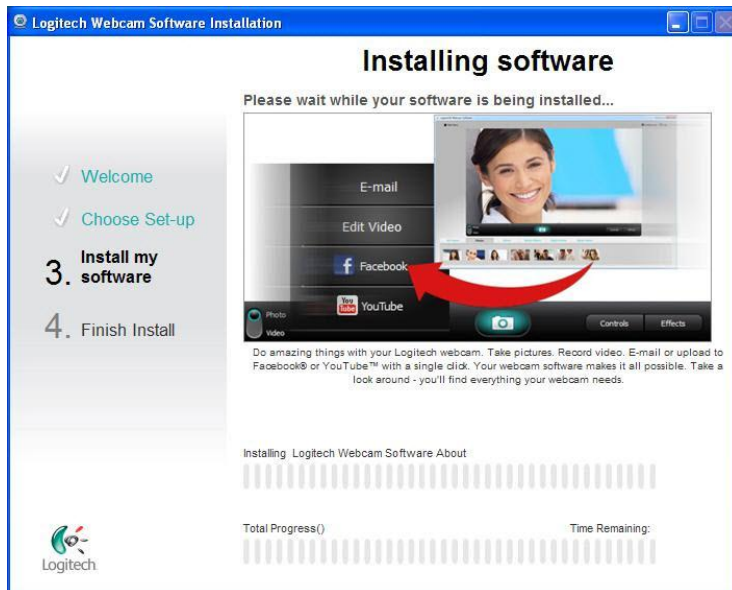 Logitech Webcam Software Installation
Installing software
Please wait while your software is being installed...
Welcome
Choose Set-up
3. Install my
software
4. Finish Install
E-mail
Edit Video
Facebook
You
Tube
YouTube
Photo
Video
Controls
Effects
Do amazing things with your Logitech webcam. Take pictures. Record video. E-mail or upload to
Facebook® or YouTube™ with a single click. Your webcam software makes it all possible. Take a
look around - you'll find everything your webcam needs.
Installing Logitech Webcam Software About
Total Progress()
Time Remaining:
Logitech